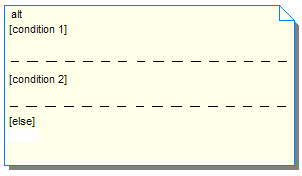 alt
[condition 1]
[condition 2]
[else]